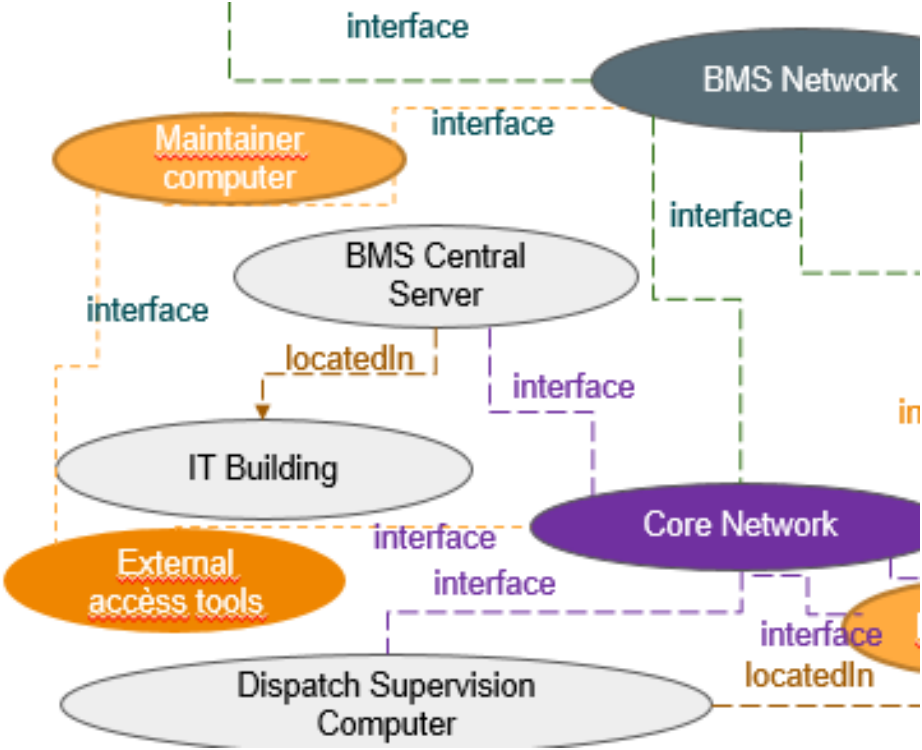 interface
BMS Network
interface
Maintainer
computer
interface
BMS Central
Server
interface
locatedIn
interface
IT Building
Core Network
interface
External
accèss tools
interface
interface
locatedIn
Dispatch Supervision
Computer